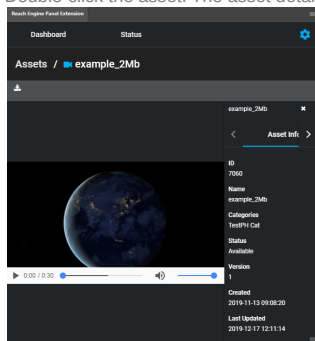 Double-click the asset. The asset detai
Reach Engine Panel Extension
Dashboard Status
Assets / example_2Mb
example_2Mb ×
< Asset Info >
ID
7060
Name
example_2Mb
Categories
TestPH Cat
Status
Available
Version
1
0:00 / 0:30
Created
2019-11-13 09:08:20
Last Updated
2019-12-17 12:11:14